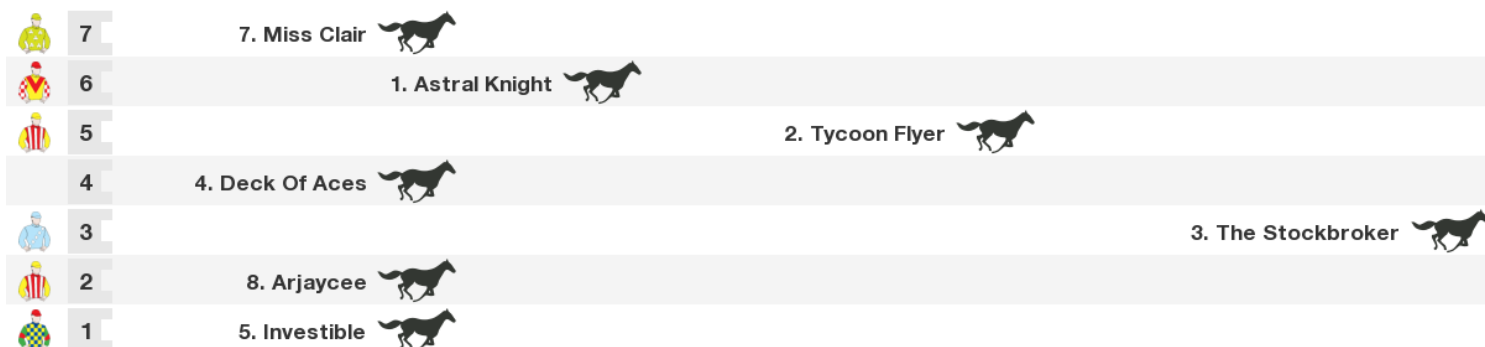 7 7. Miss Clair
6 1. Astral Knight
5 2. Tycoon Flyer
4 4. Deck Of Aces
3 3. The Stockbroker
2 8. Arjaycee
1 5. Investible